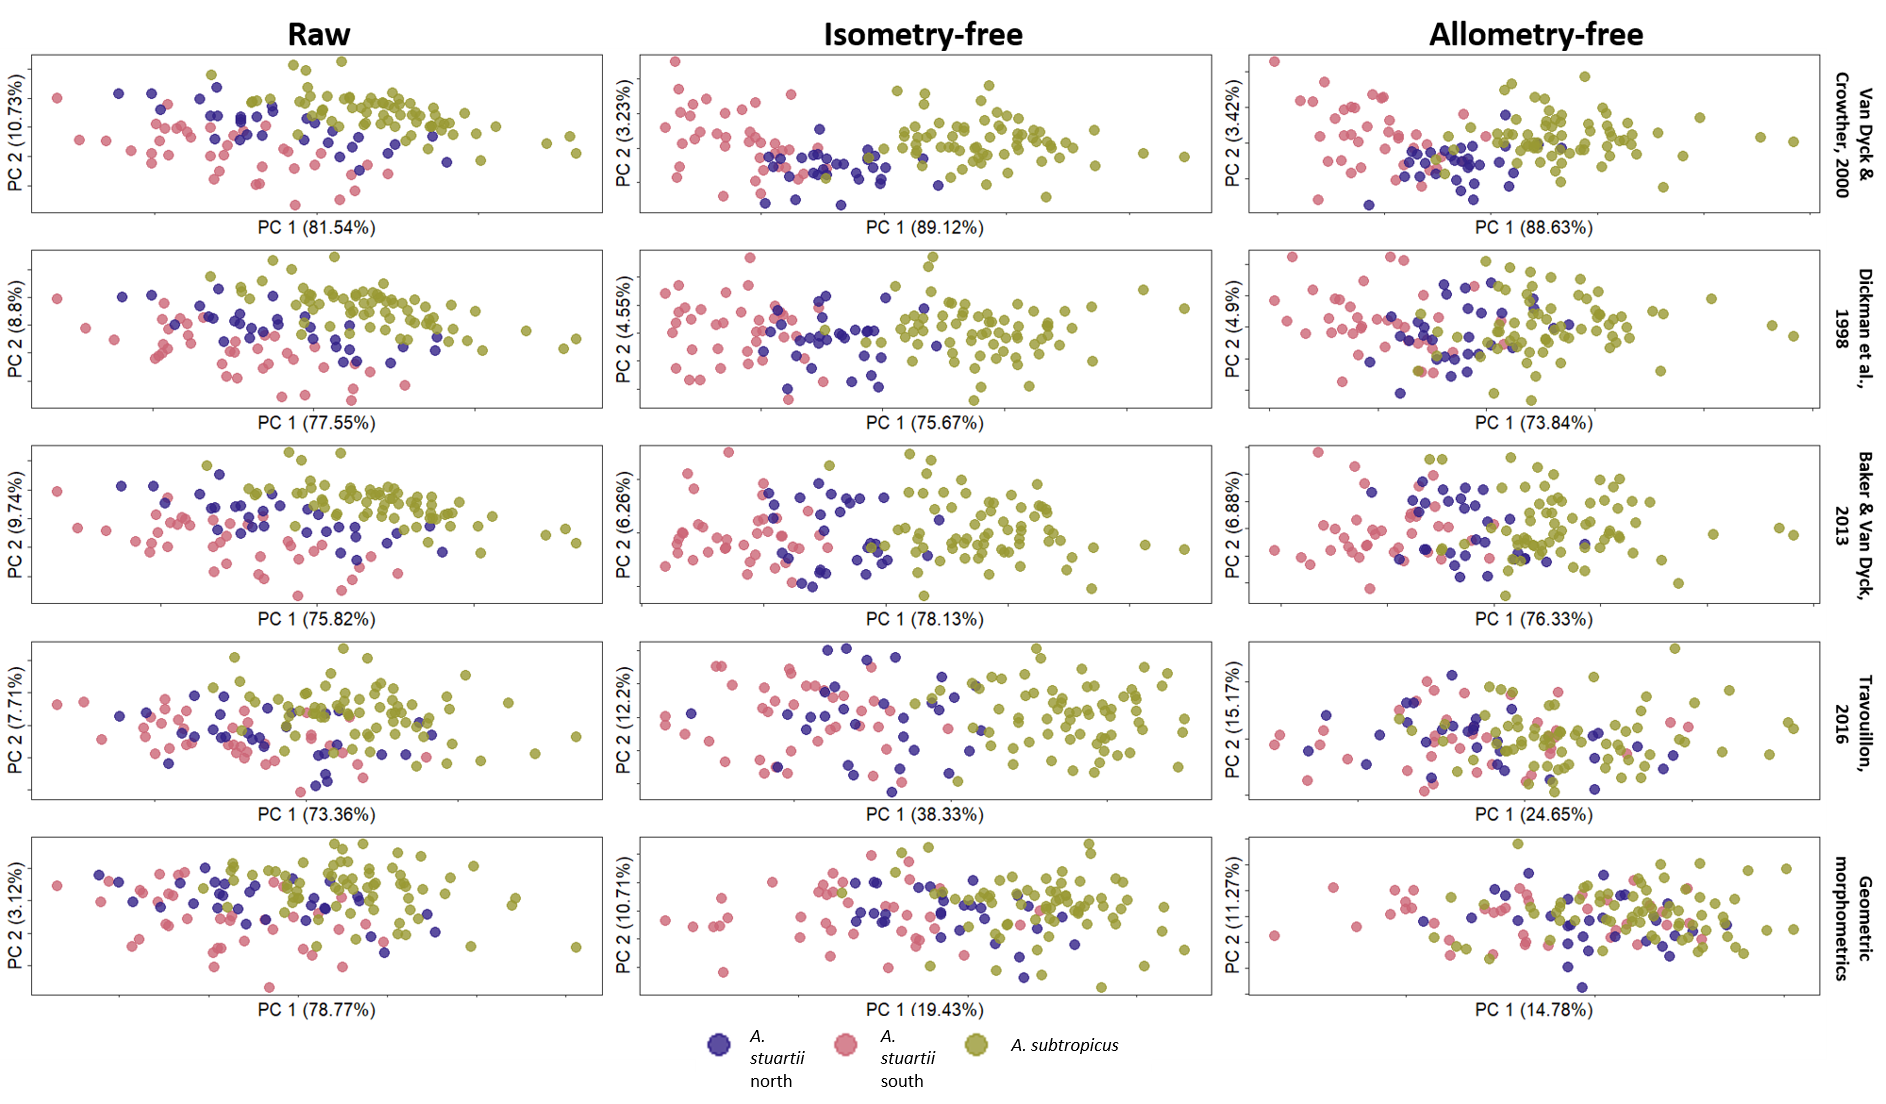 Raw
Isometry-free
Allometry-free
PC 2 (10.73%)
PC 1 (81.54%)
PC 2 (3.23%)
PC 1 (89.12%)
PC 2 (3.42%)
PC 1 (88.63%)
Van Dyck &
Crowther, 2000
PC 2 (8.8%)
PC 1 (77.55%)
PC 2 (4.55%)
PC 1 (75.67%)
PC 2 (4.9%)
PC 1 (73.84%)
Dickman et al.,
1998
PC 2 (9.74%)
PC 1 (75.82%)
PC 2 (6.26%)
PC 1 (78.13%)
PC 2 (6.88%)
PC 1 (76.33%)
Baker & Van Dyck,
2013
PC 2 (7.71%)
PC 1 (73.36%)
PC 2 (12.2%)
PC 1 (38.33%)
PC 2 (15.17%)
PC 1 (24.65%)
Travouillon,
2016
PC 2 (3.12%)
PC 1 (78.77%)
PC 2 (10.71%)
PC 1 (19.43%)
PC 2 (11.27%)
PC 1 (14.78%)
Geometric
morphometrics
A.
stuartii
north
A.
stuartii
south
A. subtropicus